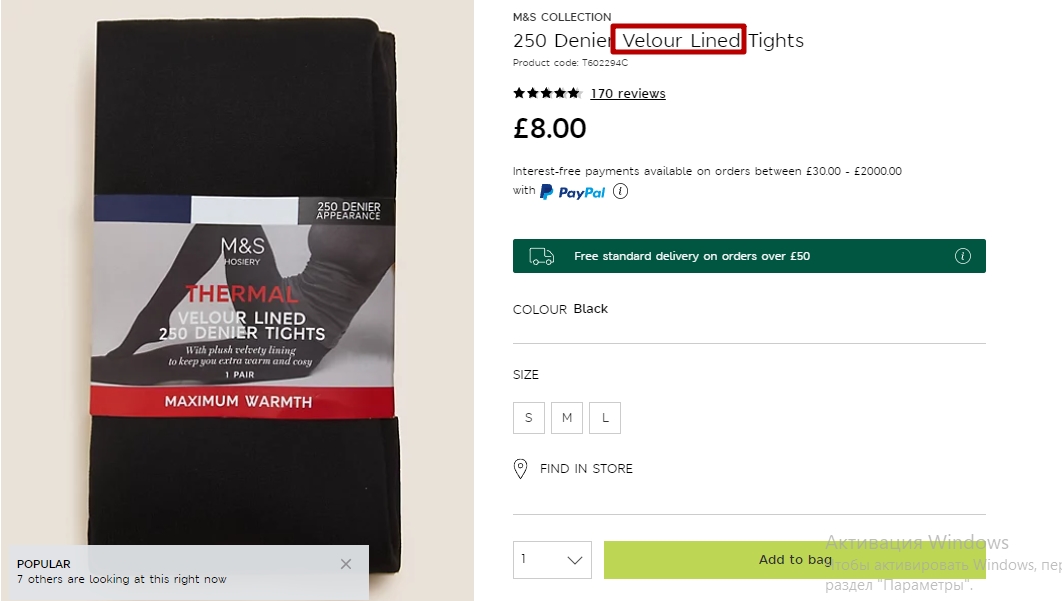 250 DENIER
APPEARANCE
M&S
HOSIERY
THERMAL
VELOUR LINED
250 DENIER TIGHTS
With plush velvety lining
to keep you extra warm and cosy
1 PAIR
MAXIMUM WARMTH
POPULAR
7 others are looking at this right now
M&S COLLECTION
250 Denier Velour Lined Tights
Product code: T602294C
170 reviews
£8.00
Interest-free payments available on orders between £30.00 - £2000.00
with PayPal i
Free standard delivery on orders over £50 i
COLOUR Black
SIZE
S M L
FIND IN STORE
1
Add to bag
Активация Windows
Чтобы активировать Windows, пер
раздел "Параметры".